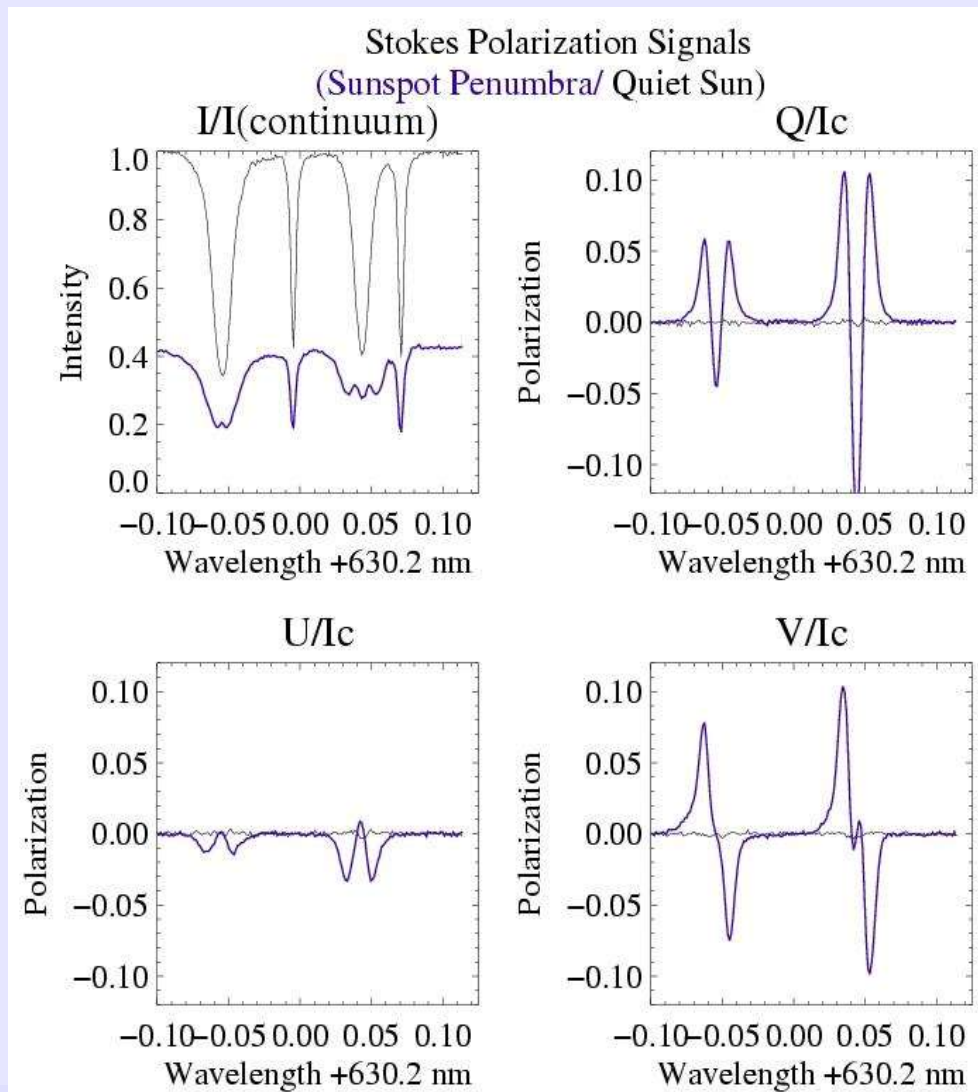 Stokes Polarization Signals
(Sunspot Penumbra/ Quiet Sun)
I/I(continuum)
Intensity
1.0
0.8
0.6
0.4
0.2
0.0
−0.10−0.05 0.00 0.05 0.10
Wavelength +630.2 nm
Q/Ic
Polarization
0.10
0.05
0.00
−0.05
−0.10
−0.10−0.05 0.00 0.05 0.10
Wavelength +630.2 nm
U/Ic
Polarization
0.10
0.05
0.00
−0.05
−0.10
−0.10−0.05 0.00 0.05 0.10
Wavelength +630.2 nm
V/Ic
Polarization
0.10
0.05
0.00
−0.05
−0.10
−0.10−0.05 0.00 0.05 0.10
Wavelength +630.2 nm